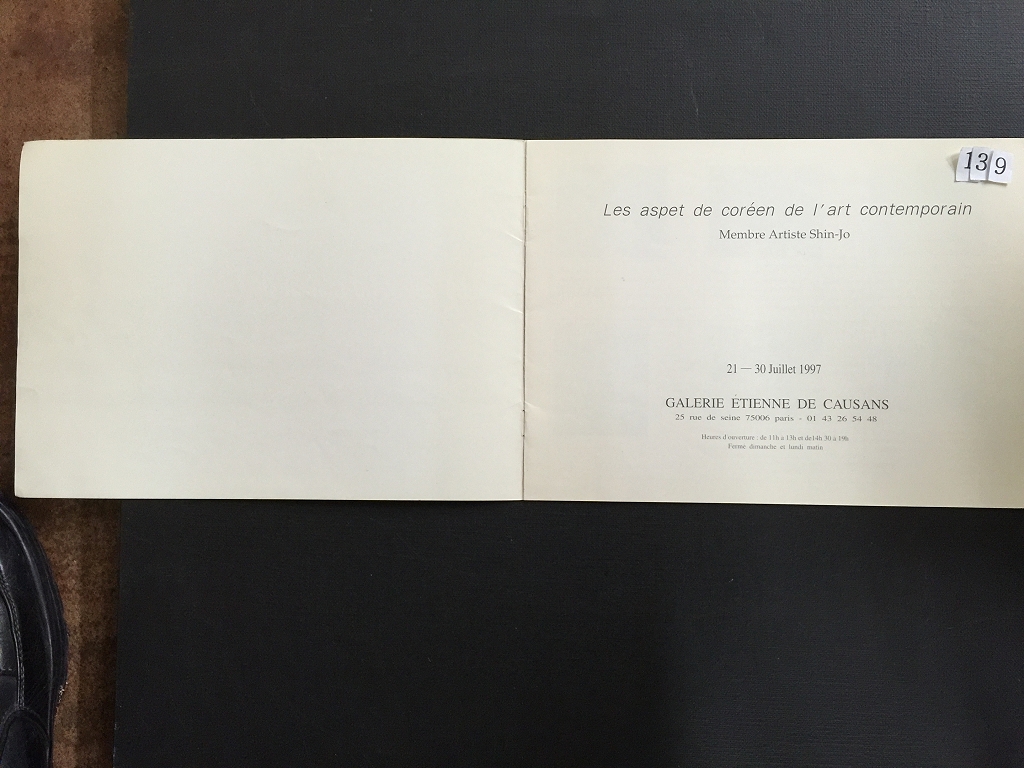 139
Les aspet de coréen de l'art contemporain
Membre Artiste Shin-Jo
21 — 30 Juillet 1997
GALERIE ÉTIENNE DE CAUSANS
25 rue de seine 75006 paris - 01 43 26 54 48
Heures d'ouverture : de 11h à 13h et de14h 30 à 19h
Fermé dimanche et lundi matin